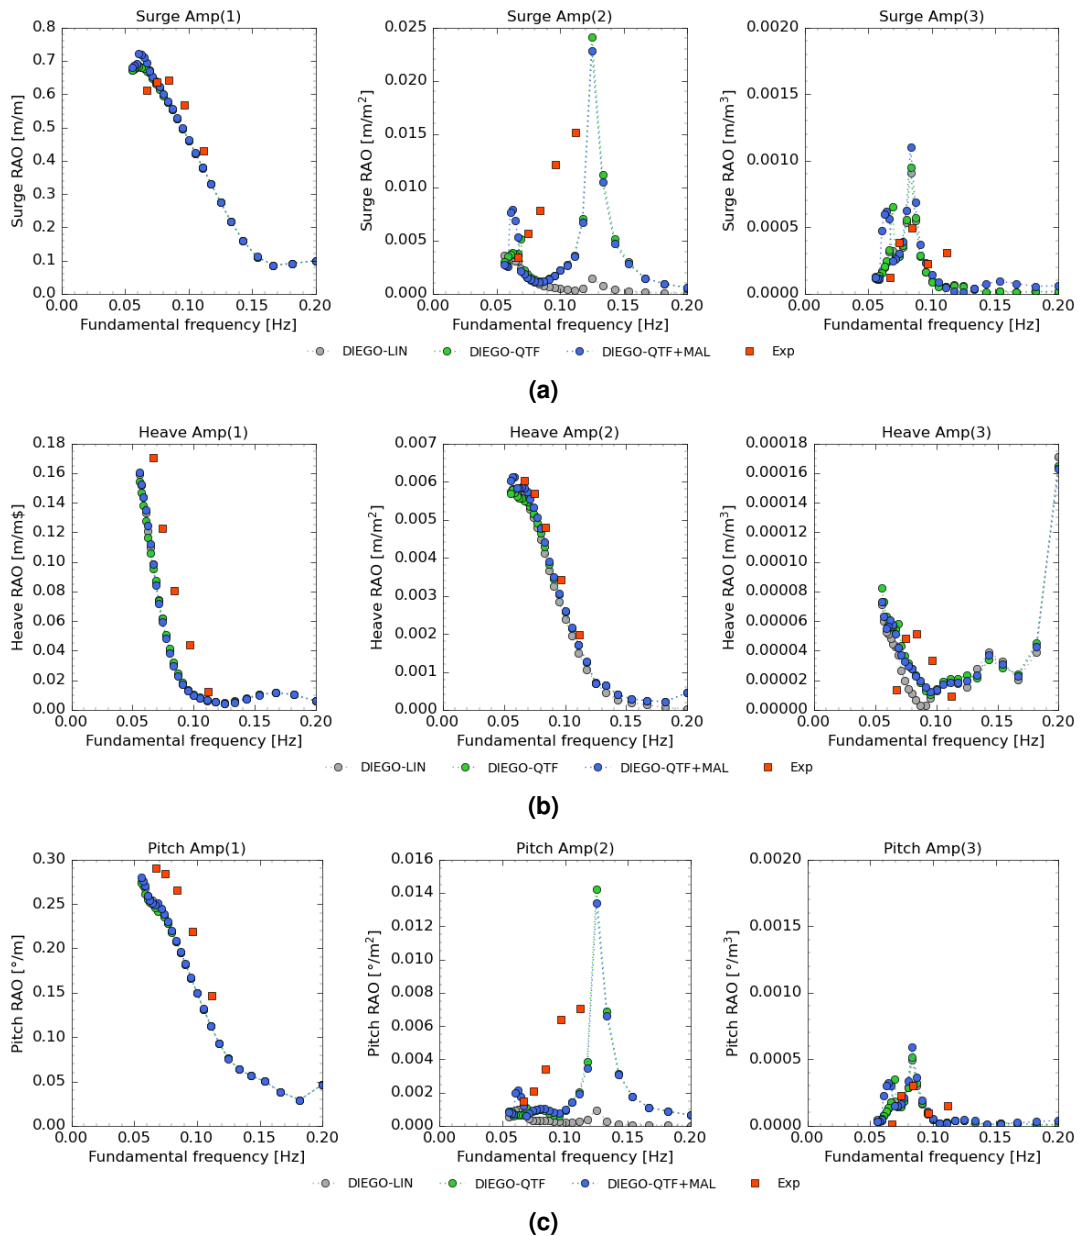 Surge Amp(1) Surge Amp(2) Surge Amp(3)
Surge RAO [m/m]
0.8
0.7
0.6
0.5
0.4
0.3
0.2
0.1
0.0
0.00 0.05 0.10 0.15 0.20
Fundamental frequency [Hz]
Surge RAO [m/m²]
0.025
0.020
0.015
0.010
0.005
0.000
0.00 0.05 0.10 0.15 0.20
Fundamental frequency [Hz]
Surge RAO [m/m³]
0.0020
0.0015
0.0010
0.0005
0.0000
0.00 0.05 0.10 0.15 0.20
Fundamental frequency [Hz]
DIEGO-LIN DIEGO-QTF DIEGO-QTF+MAL Exp
(a)
Heave Amp(1) Heave Amp(2) Heave Amp(3)
Heave RAO [m/m$]
0.18
0.16
0.14
0.12
0.10
0.08
0.06
0.04
0.02
0.00
0.00 0.05 0.10 0.15 0.20
Fundamental frequency [Hz]
Heave RAO [m/m²]
0.007
0.006
0.005
0.004
0.003
0.002
0.001
0.000
0.00 0.05 0.10 0.15 0.20
Fundamental frequency [Hz]
Heave RAO [m/m³]
0.00018
0.00016
0.00014
0.00012
0.00010
0.00008
0.00006
0.00004
0.00002
0.00000
0.00 0.05 0.10 0.15 0.20
Fundamental frequency [Hz]
DIEGO-LIN DIEGO-QTF DIEGO-QTF+MAL Exp
(b)
Pitch Amp(1) Pitch Amp(2) Pitch Amp(3)
Pitch RAO [°/m]
0.30
0.25
0.20
0.15
0.10
0.05
0.00
0.00 0.05 0.10 0.15 0.20
Fundamental frequency [Hz]
Pitch RAO [°/m²]
0.016
0.014
0.012
0.010
0.008
0.006
0.004
0.002
0.000
0.00 0.05 0.10 0.15 0.20
Fundamental frequency [Hz]
Pitch RAO [°/m³]
0.0020
0.0015
0.0010
0.0005
0.0000
0.00 0.05 0.10 0.15 0.20
Fundamental frequency [Hz]
DIEGO-LIN DIEGO-QTF DIEGO-QTF+MAL Exp
(c)